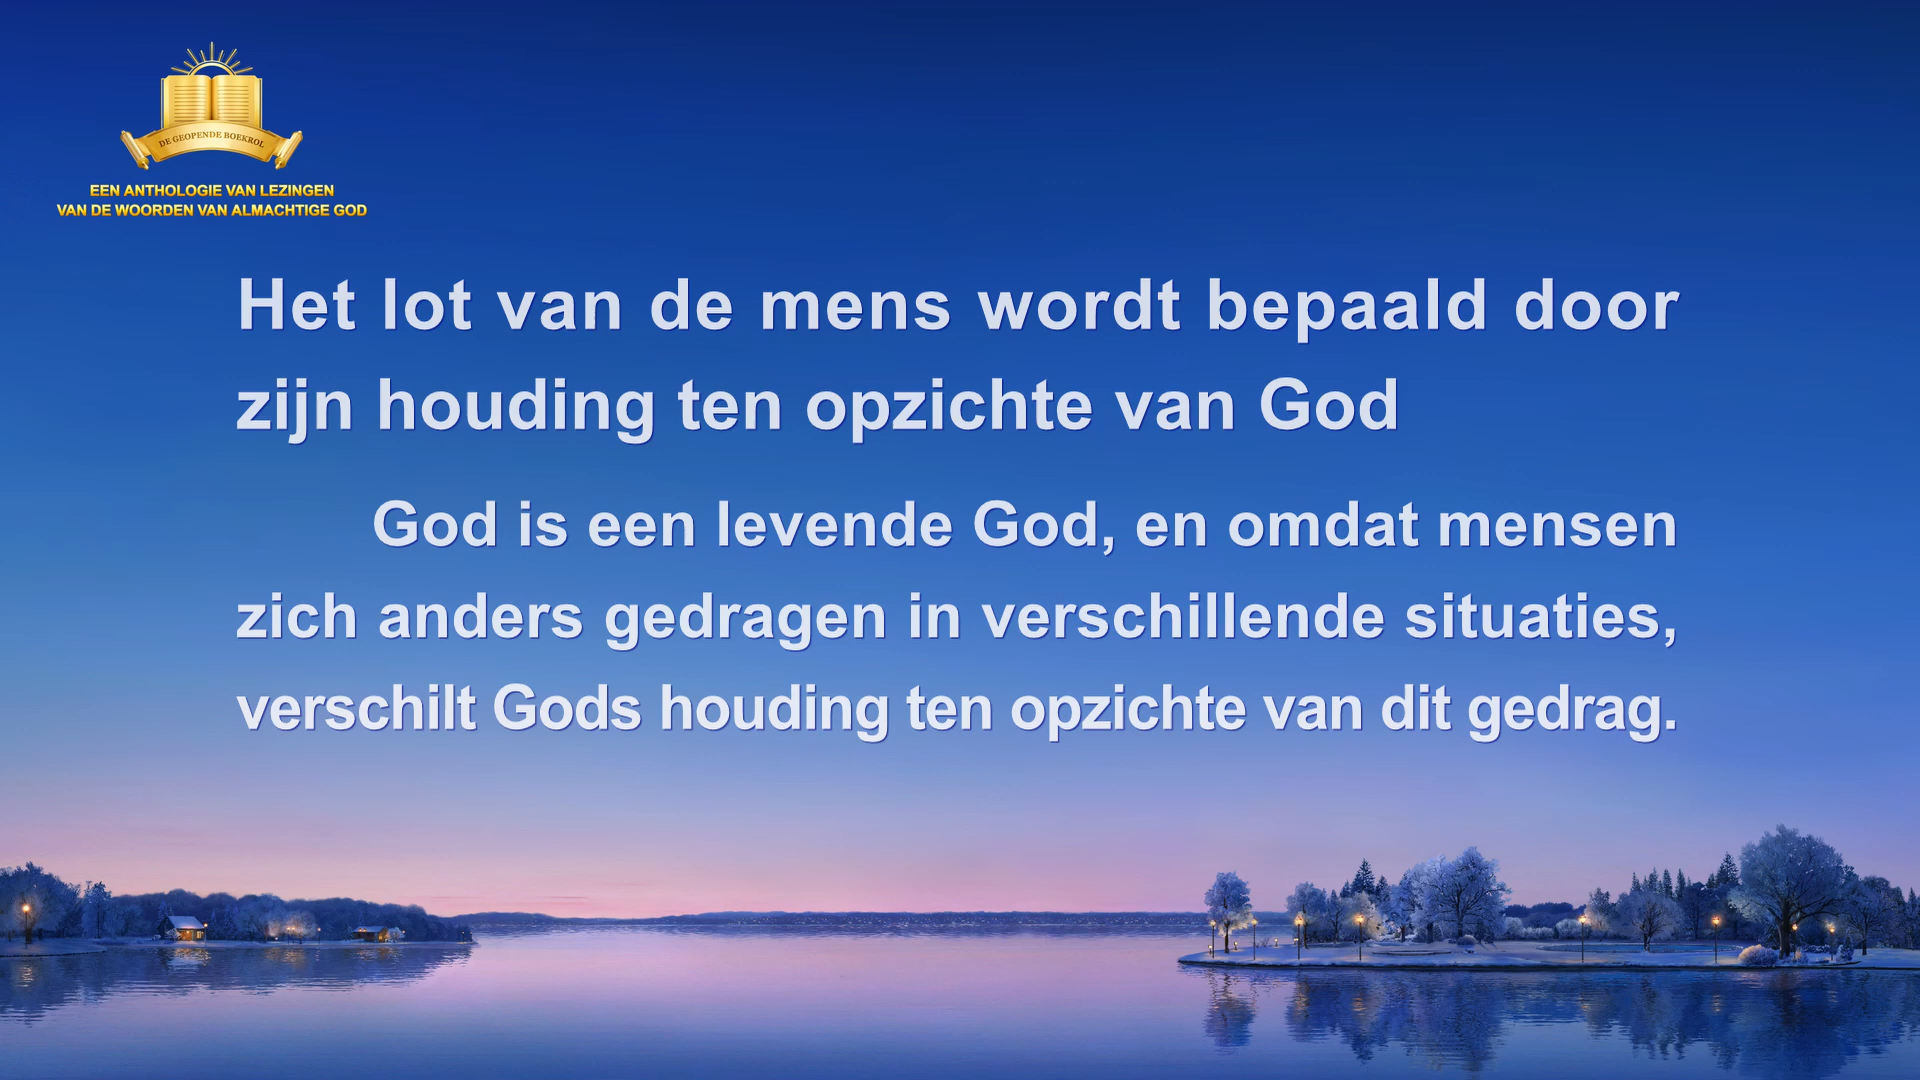 DE GEOPENDE BOEKROL
EEN ANTHOLOGIE VAN LEZINGEN
VAN DE WOORDEN VAN ALMACHTIGE GOD
Het lot van de mens wordt bepaald door
zijn houding ten opzichte van God
God is een levende God, en omdat mensen
zich anders gedragen in verschillende situaties,
verschilt Gods houding ten opzichte van dit gedrag.